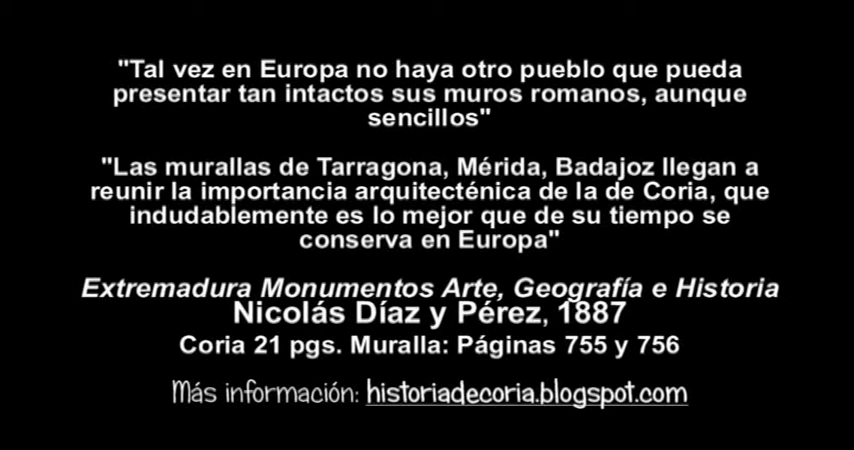 "Tal vez en Europa no haya otro pueblo que pueda
presentar tan intactos sus muros romanos, aunque
sencillos"
"Las murallas de Tarragona, Mérida, Badajoz llegan a
reunir la importancia arquitecténica de la de Coria, que
indudablemente es lo mejor que de su tiempo se
conserva en Europa"
Extremadura Monumentos Arte, Geografía e Historia
Nicolás Díaz y Pérez, 1887
Coria 21 pgs. Muralla: Páginas 755 y 756
Más información: historiadecoria.blogspot.com